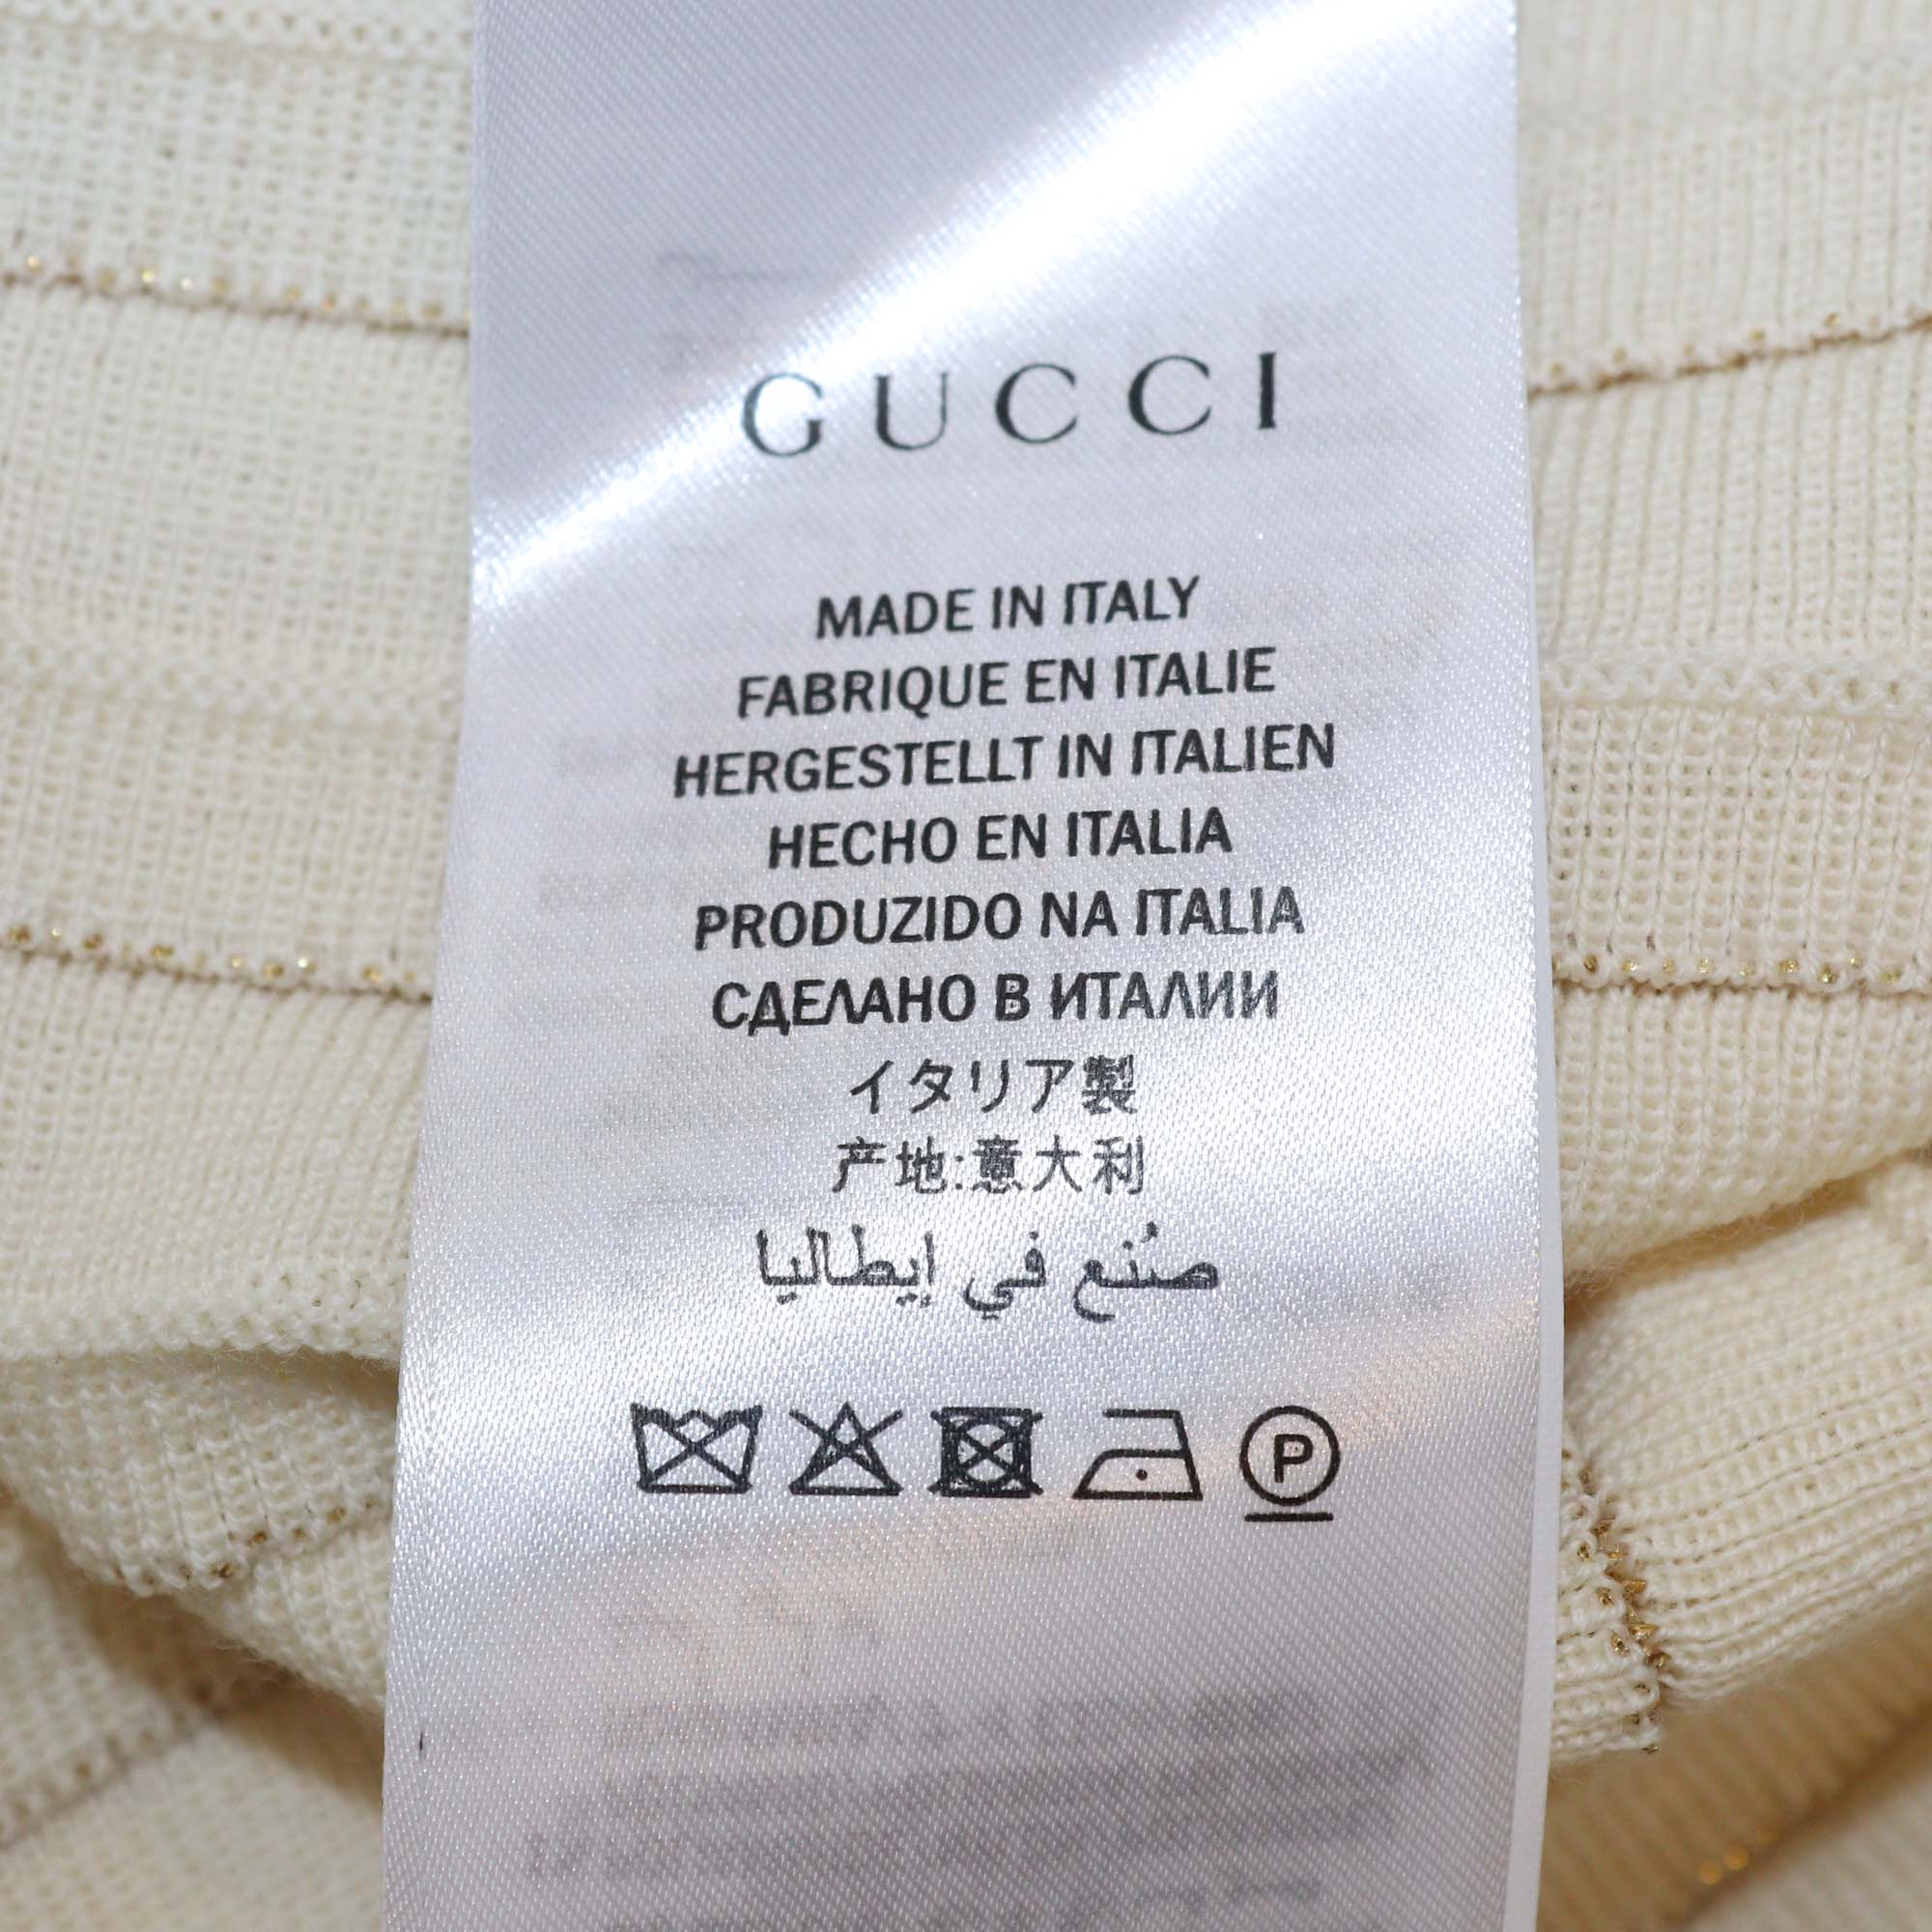 GUCCI
MADE IN ITALY
FABRIQUE EN ITALIE
HERGESTELLT IN ITALIEN
HECHO EN ITALIA
PRODUZIDO NA ITALIA
СДЕЛАНО В ИТАЛИИ
イタリア製
产地:意大利
صُنع في إيطاليا
P